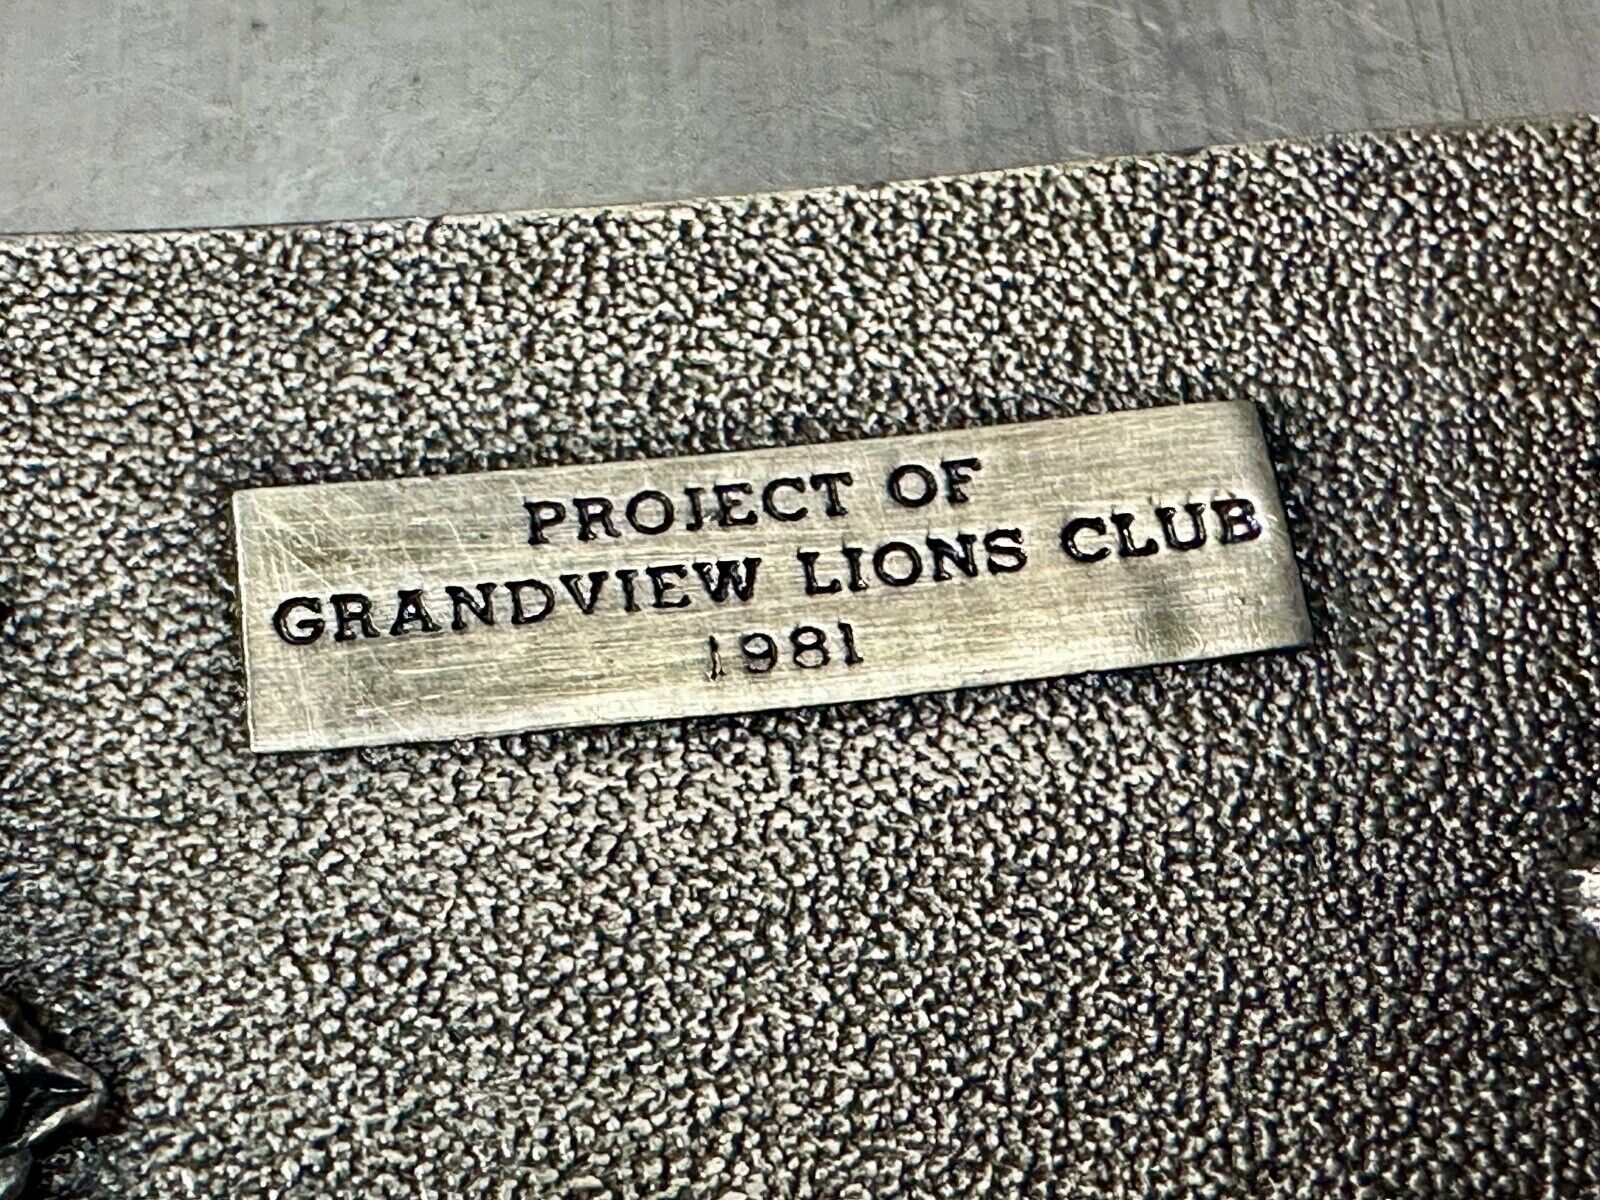 PROJECT OF
GRANDVIEW LIONS CLUB
1981